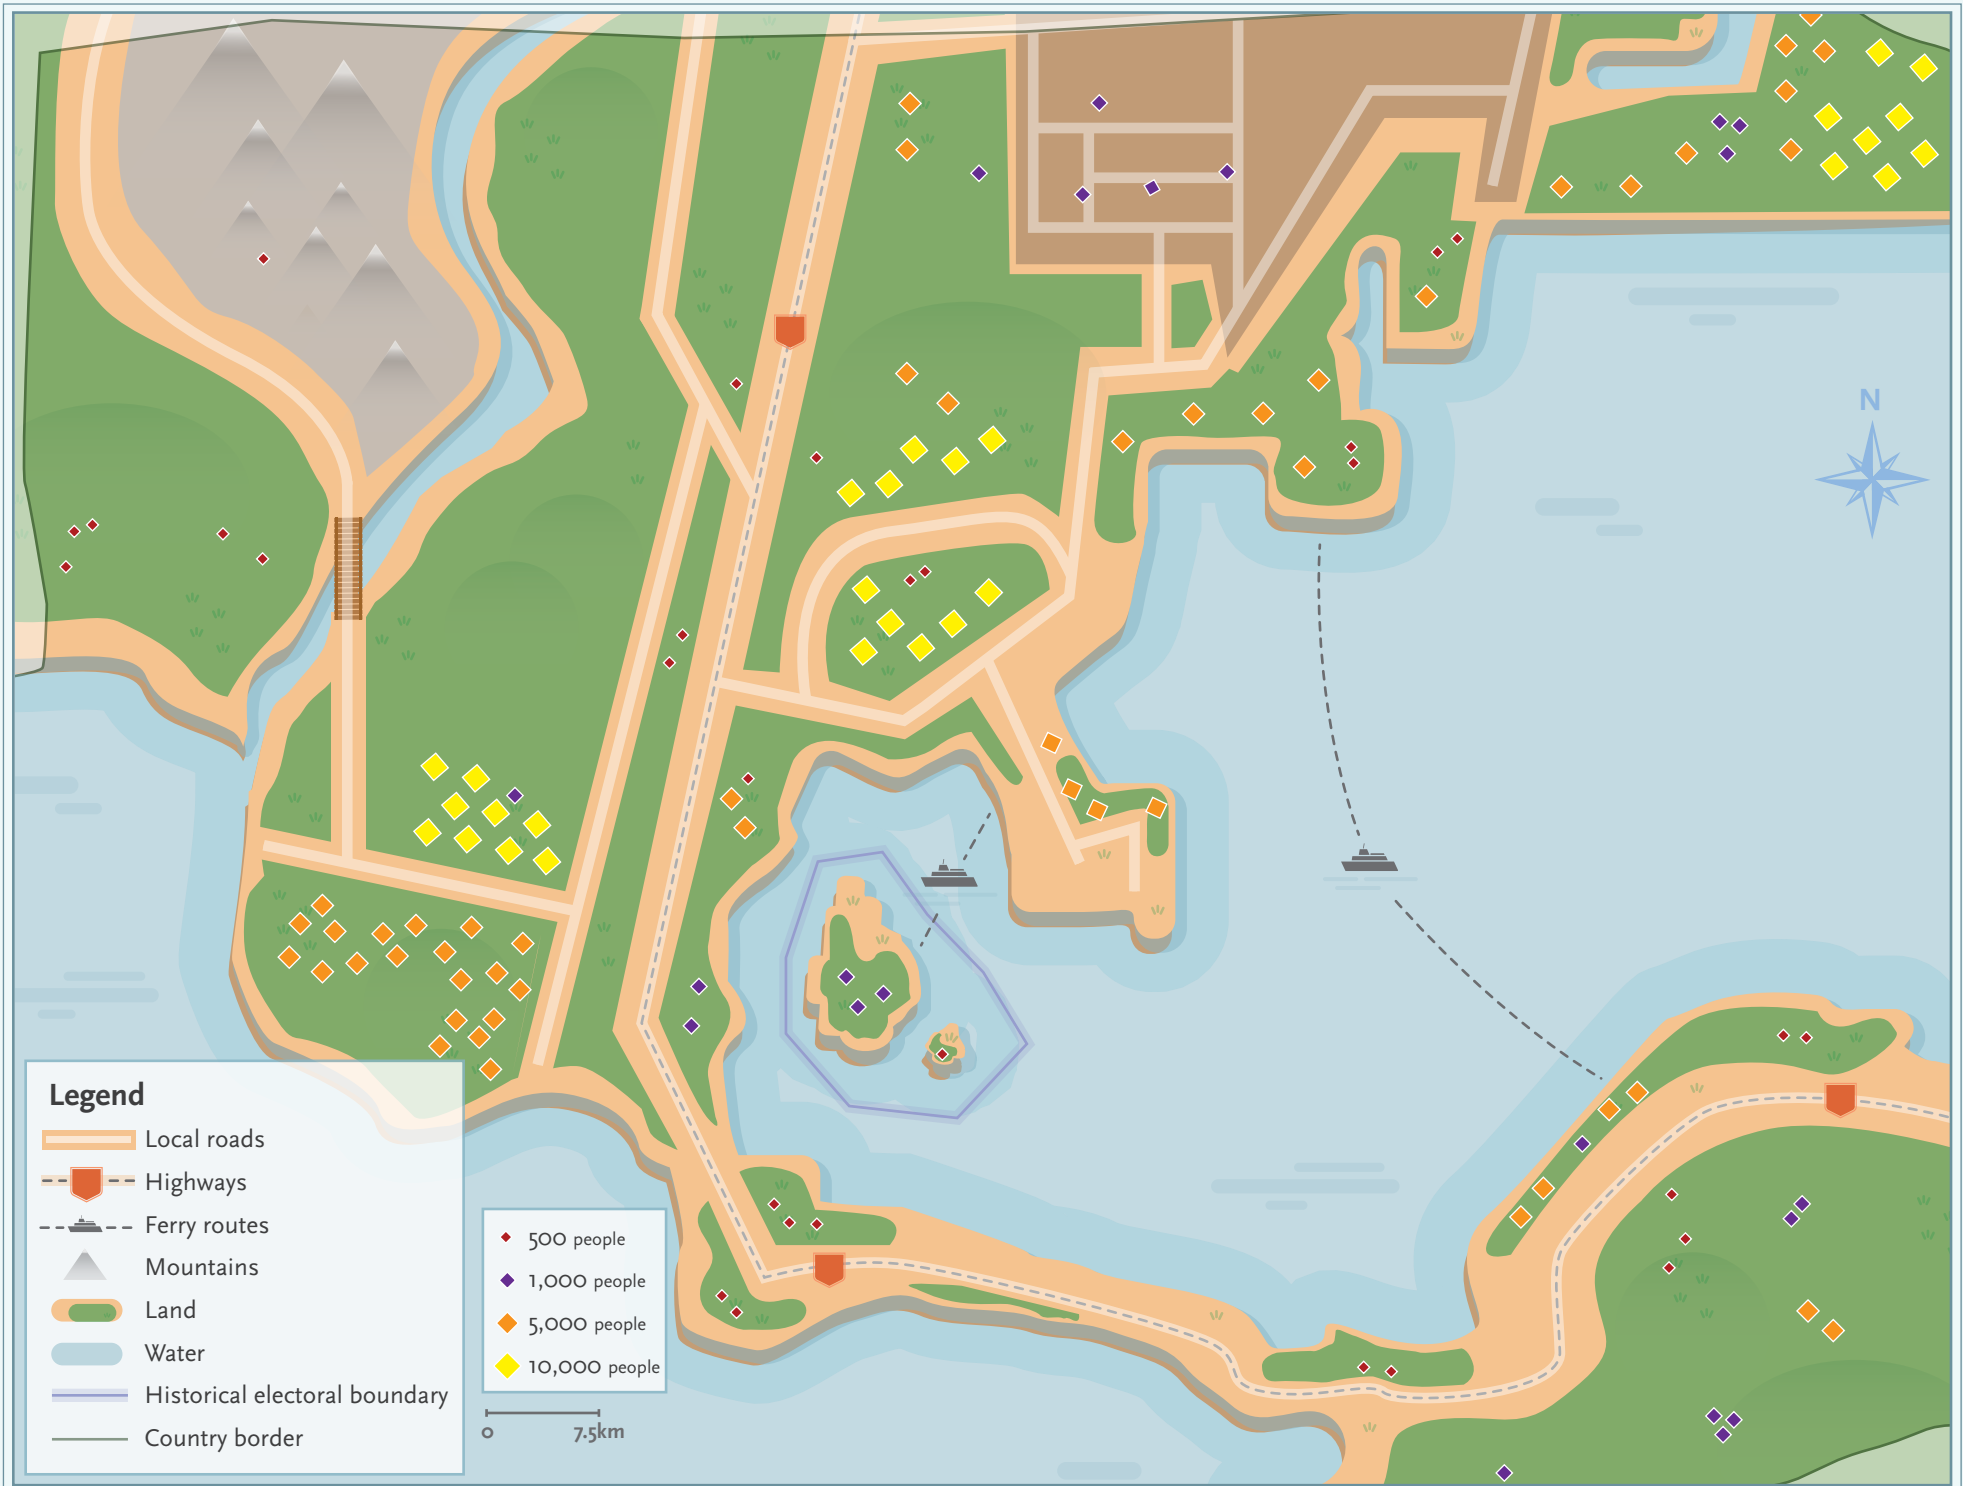 N
Legend
Local roads
Highways
Ferry routes
Mountains
Land
Water
Historical electoral boundary
Country border
500 people
1,000 people
5,000 people
10,000 people
0 7.5km